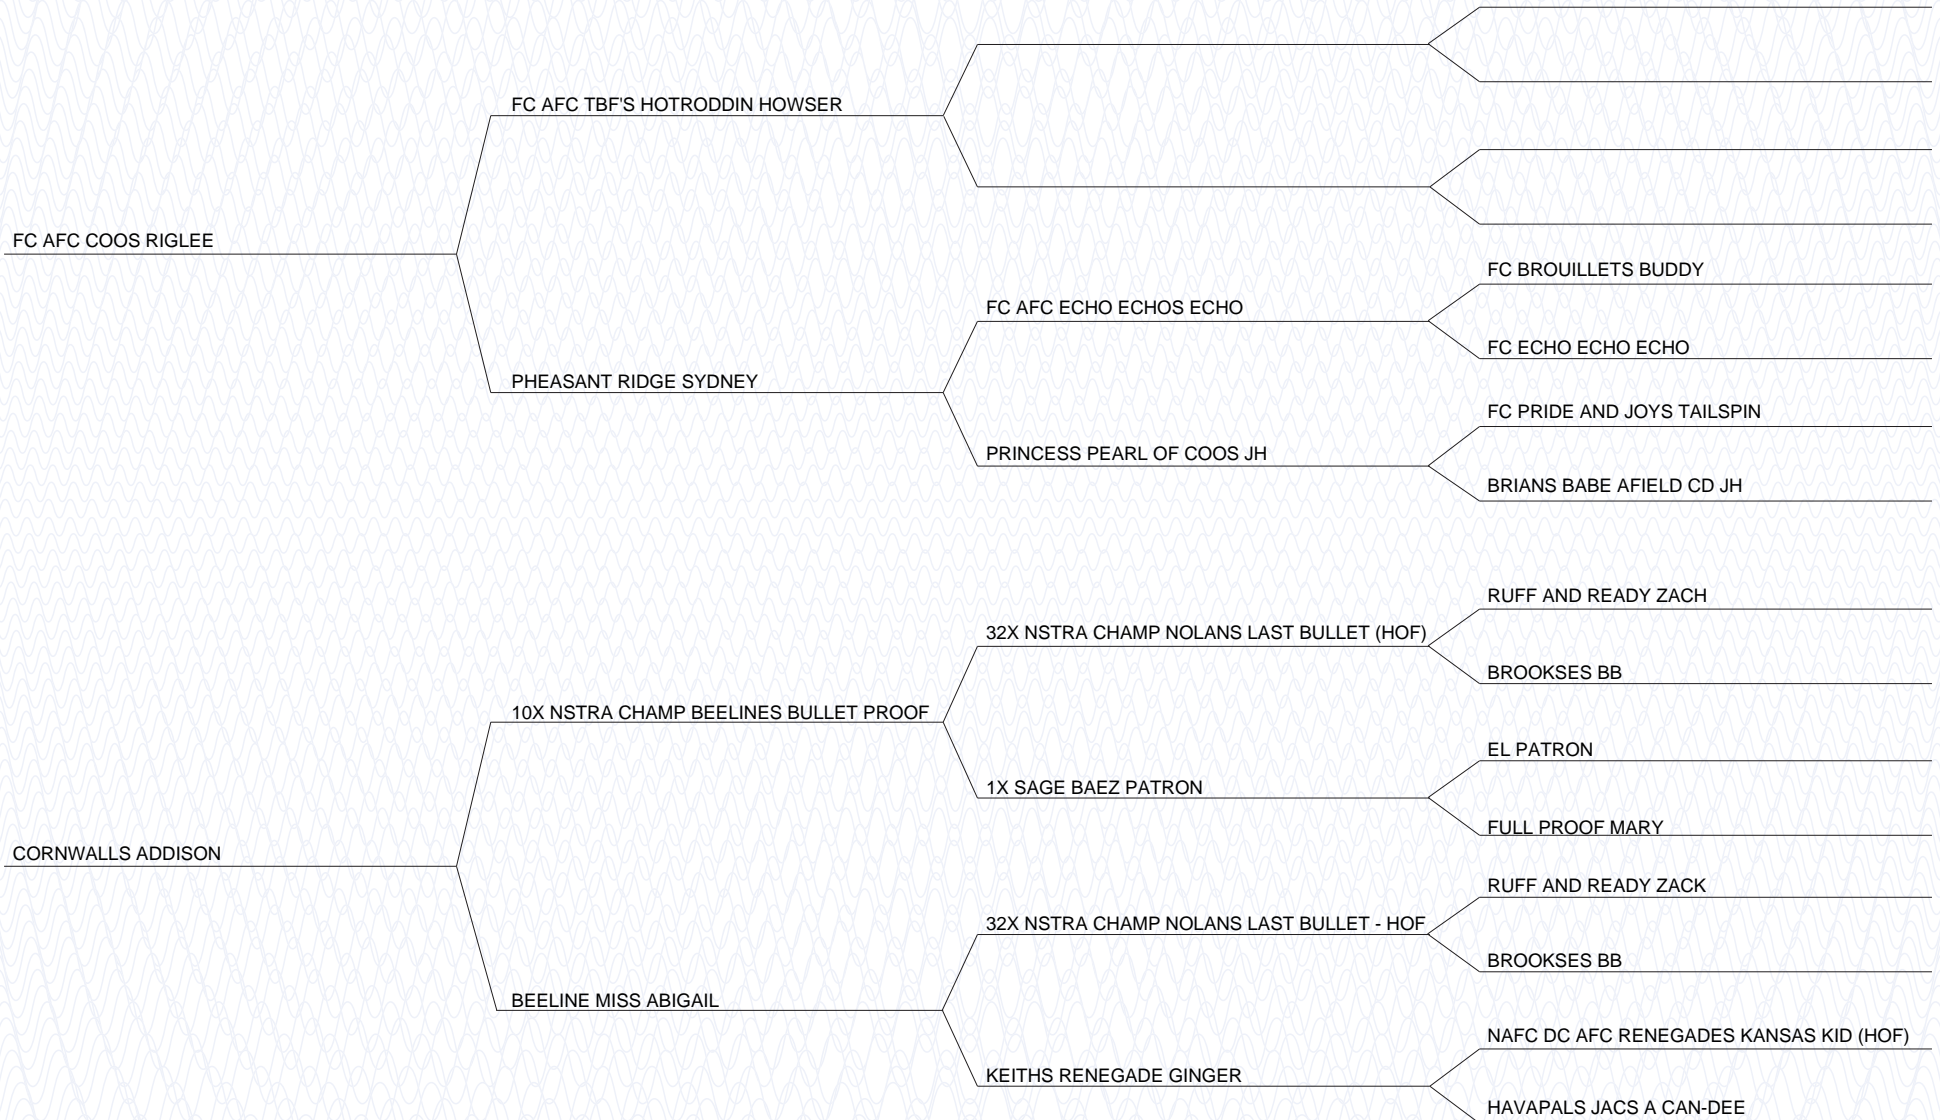 FC AFC TBF'S HOTRODDIN HOWSER
FC AFC COOS RIGLEE
FC BROUILLETS BUDDY
FC AFC ECHO ECHOS ECHO
FC ECHO ECHO ECHO
PHEASANT RIDGE SYDNEY
FC PRIDE AND JOYS TAILSPIN
PRINCESS PEARL OF COOS JH
BRIANS BABE AFIELD CD JH
RUFF AND READY ZACH
32X NSTRA CHAMP NOLANS LAST BULLET (HOF)
BROOKSES BB
10X NSTRA CHAMP BEELINES BULLET PROOF
EL PATRON
1X SAGE BAEZ PATRON
FULL PROOF MARY
CORNWALLS ADDISON
RUFF AND READY ZACK
32X NSTRA CHAMP NOLANS LAST BULLET - HOF
BROOKSES BB
BEELINE MISS ABIGAIL
NAFC DC AFC RENEGADES KANSAS KID (HOF)
KEITHS RENEGADE GINGER
HAVAPALS JACS A CAN-DEE